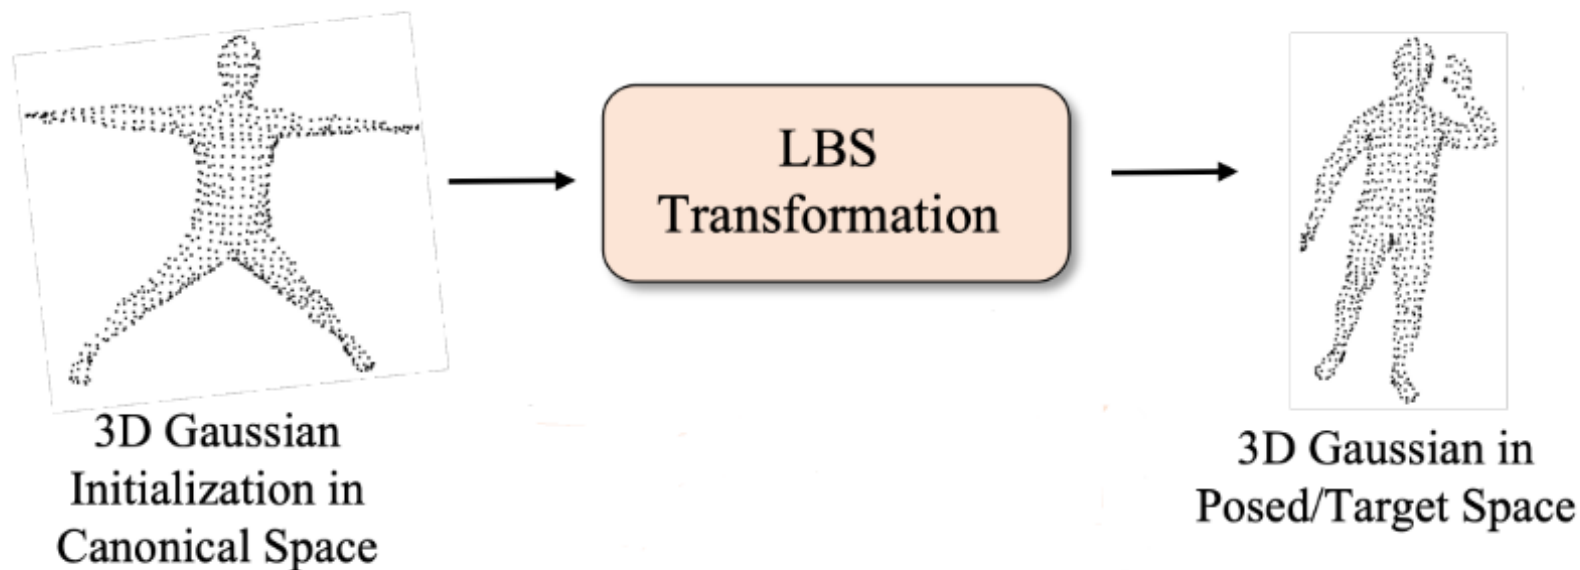 LBS
Transformation
3D Gaussian
Initialization in
Canonical Space
3D Gaussian in
Posed/Target Space